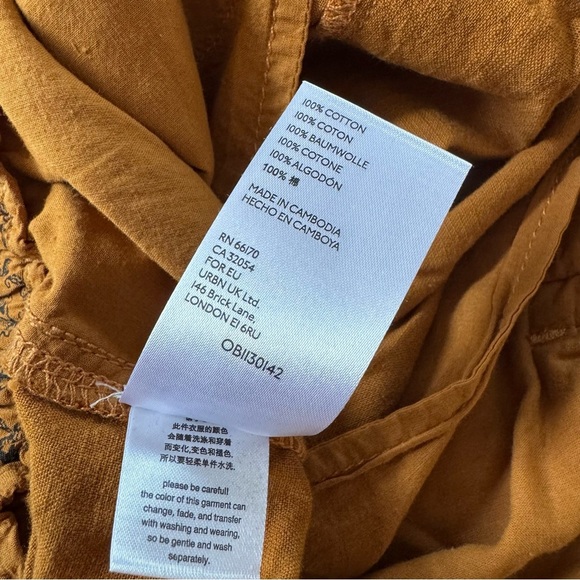 100% COTTON
100% COTON
100% BAUMWOLLE
100% COTONE
100% ALGODÓN
100% 棉
MADE IN CAMBODIA
HECHO EN CAMBOYA
RN 66170
CA 32054
FOR EU
URBN UK Ltd.
146 Brick Lane,
LONDON E1 6RU
OB1130142
此件衣服的颜色
会随着洗涤和穿着
而变化,变色和褪色.
所以要轻柔单件水洗.
please be careful!
the color of this garment can
change, fade, and transfer
with washing and wearing,
so be gentle and wash
separately.